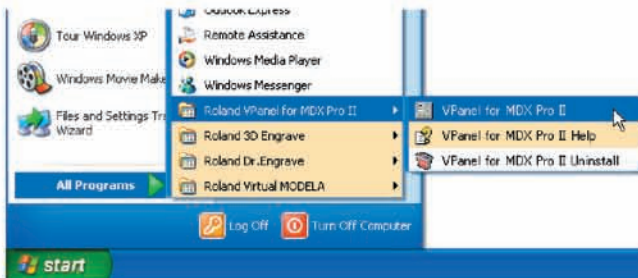 Outlook Express
Tour Windows XP
Remote Assistance
Windows Media Player
Windows Movie Make
Windows Messenger
Files and Settings Tr
Wizard
Roland VPanel for MDX Pro II
Roland 3D Engrave
Roland Dr.Engrave
Roland Virtual MODELA
VPanel for MDX Pro II
VPanel for MDX Pro II Help
VPanel for MDX Pro II Uninstall
All Programs
Log Off
Turn Off Computer
start